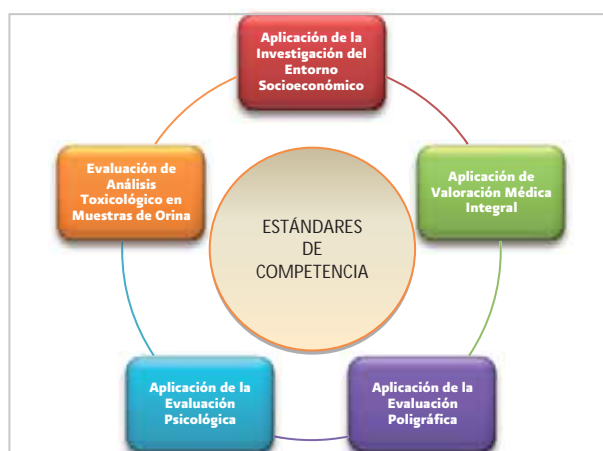 Aplicación de la
Investigación del
Entorno
Socioeconómico
Evaluación de
Análisis
Toxicológico en
Muestras de Orina
Aplicación de
Valoración Médica
Integral
ESTÁNDARES
DE
COMPETENCIA
Aplicación de la
Evaluación
Psicológica
Aplicación de la
Evaluación
Poligráfica